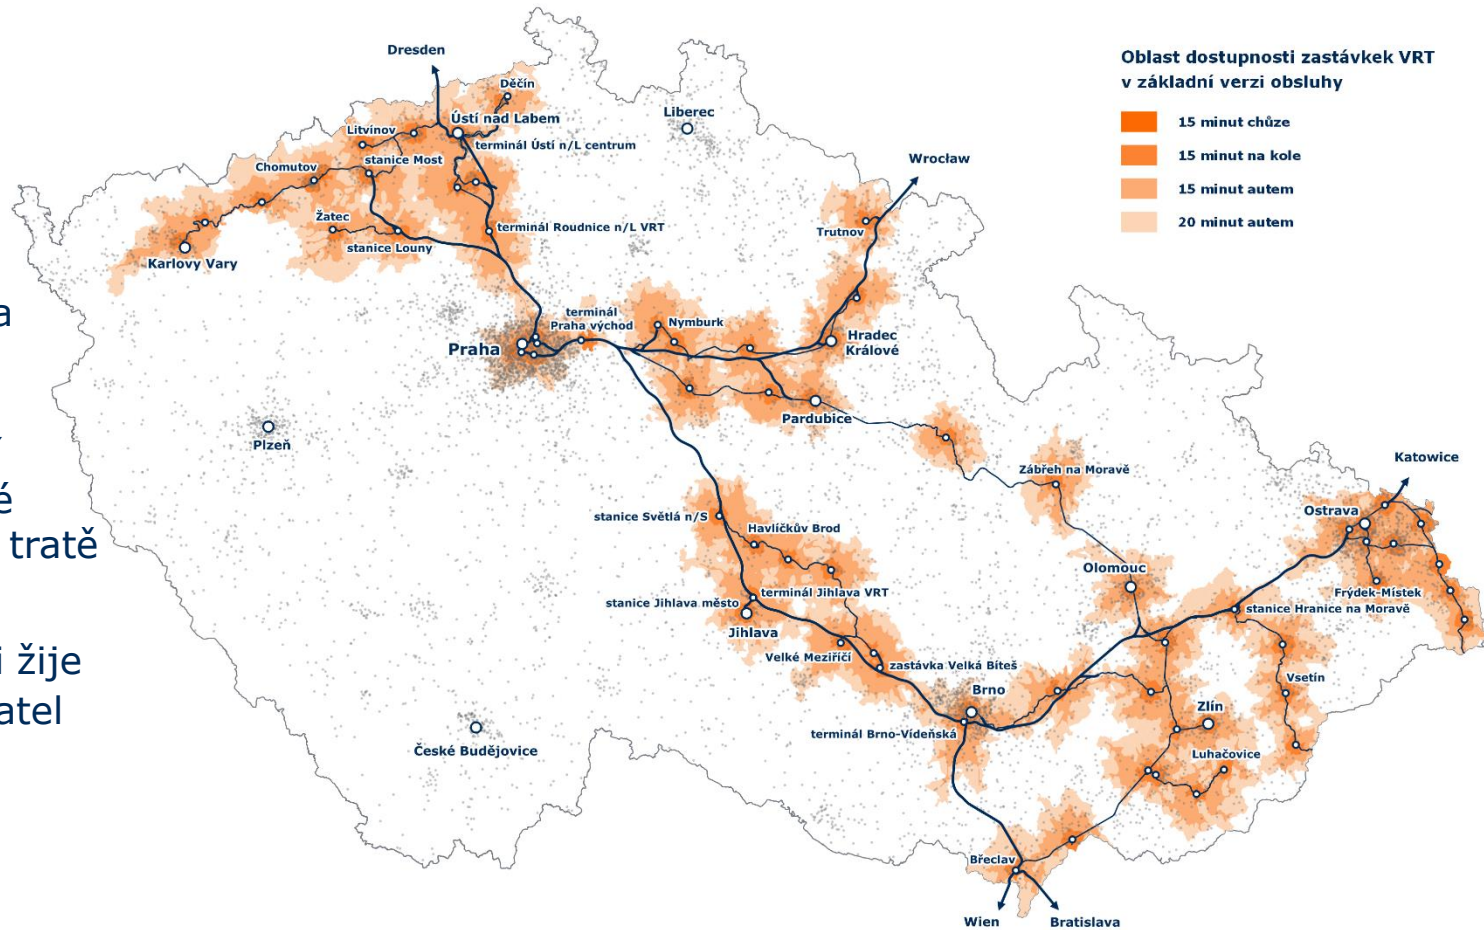 Oblast dostupnosti zastávkek VRT
v základní verzi obsluhy
15 minut chůze
15 minut na kole
15 minut autem
20 minut autem
Dresden
Děčín
Ústí nad Labem
Liberec
Litvínov
terminál Ústí n/L centrum
stanice Most
Chomutov
Wrocław
Žatec
terminál Roudnice n/L VRT
Trutnov
stanice Louny
Karlovy Vary
terminál
Praha východ
Nymburk
Hradec
Králové
Praha
Pardubice
Plzeň
Zábřeh na Moravě
Katowice
Ostrava
stanice Světlá n/S
Havlíčkův Brod
Olomouc
terminál Jihlava VRT
Frýdek-Místek
stanice Jihlava město
stanice Hranice na Moravě
Jihlava
Velké Meziříčí
zastávka Velká Bíteš
Vsetín
Brno
Zlín
terminál Brno-Vídeňská
České Budějovice
Luhačovice
Břeclav
Wien
Bratislava
a
é
tratě
i žije
atel